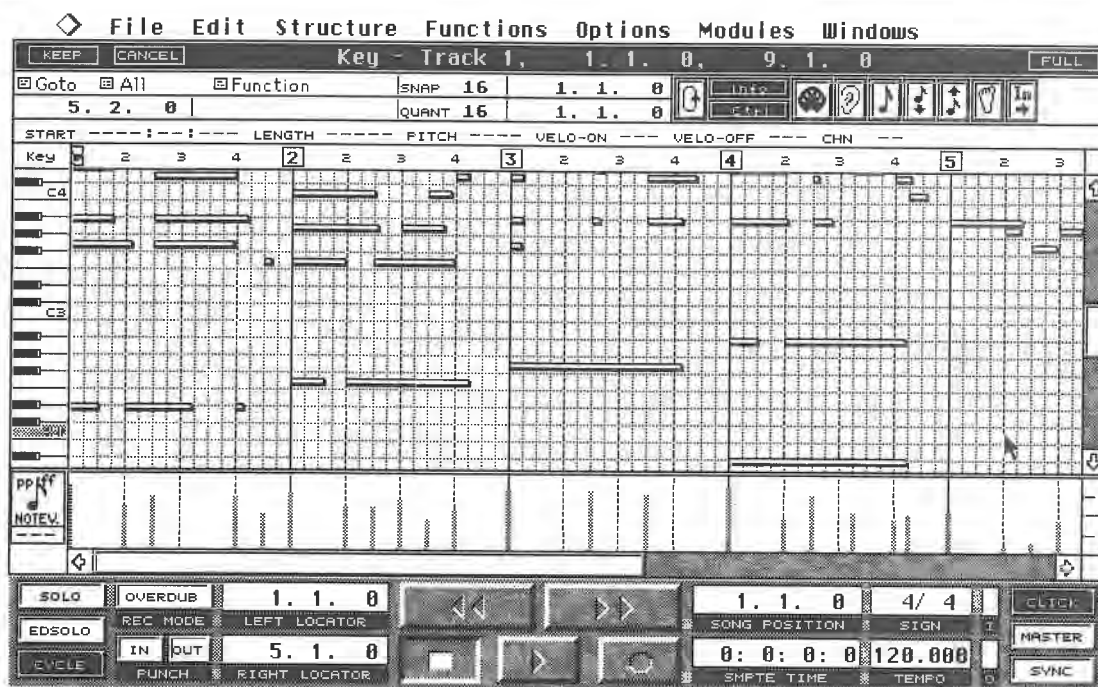 File Edit Structure Functions Options Modules Windows
KEEP CANCEL Key - Track 1, 1. 1. 0, 9. 1. 0 FULL
Goto All Function SNAP 16 1. 1. 0 Info
5. 2. 0 QUANT 16 1. 1. 0 In
START ----:--:--- LENGTH ----- PITCH ---- VELO-ON --- VELO-OFF --- CHN --
Key 2 3 4 2 2 3 4 3 2 3 4 4 2 3 4 5 2 3
C4
C3
PP ff
NOTEV.
---
SOLO OVERDUB 1. 1. 0 1. 1. 0 4/ 4 CLICK
REC MODE LEFT LOCATOR SONG POSITION SIGN I
EDSOLO MASTER
IN OUT 5. 1. 0 0: 0: 0: 0 120.000
CYCLE PUNCH RIGHT LOCATOR SMPTE TIME TEMPO O SYNC